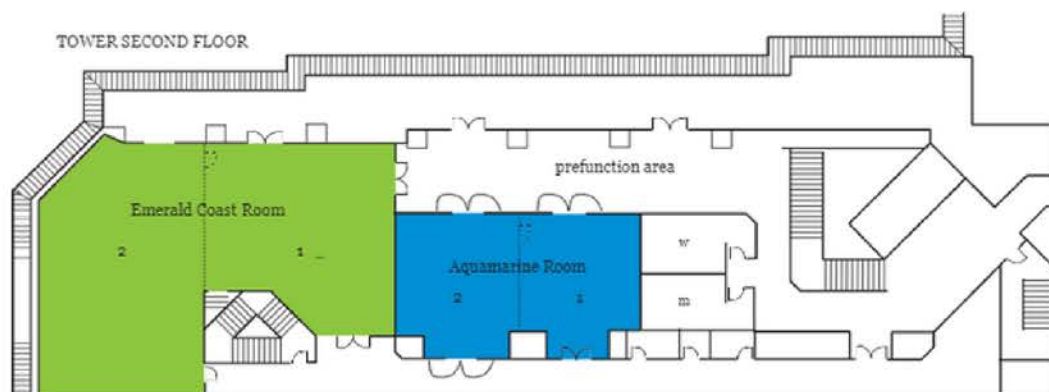 TOWER SECOND FLOOR
prefunction area
Emerald Coast Room
2 1
w
Aquamarine Room
2 1
m